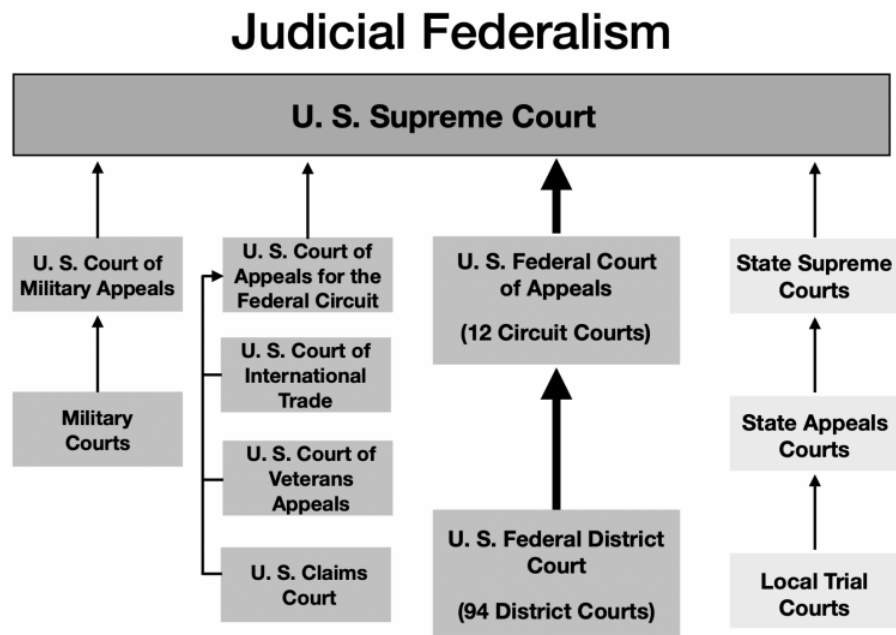 Judicial Federalism
U. S. Supreme Court
U. S. Court of
Military Appeals
Military
Courts
U. S. Court of
Appeals for the
Federal Circuit
U. S. Court of
International
Trade
U. S. Court of
Veterans
Appeals
U. S. Claims
Court
U. S. Federal Court
of Appeals
(12 Circuit Courts)
U. S. Federal District
Court
(94 District Courts)
State Supreme
Courts
State Appeals
Courts
Local Trial
Courts